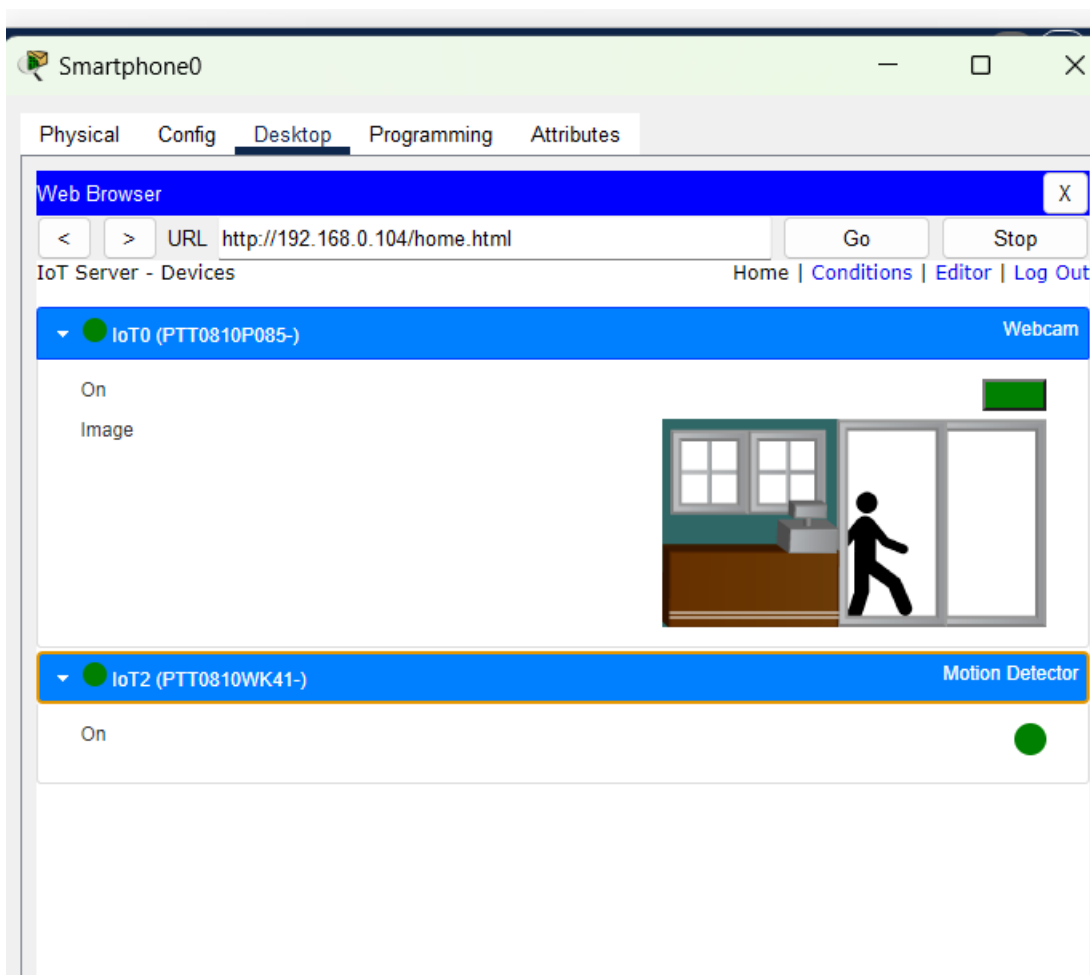 Smartphone0
Physical Config Desktop Programming Attributes
Web Browser X
< > URL http://192.168.0.104/home.html Go Stop
IoT Server - Devices Home | Conditions | Editor | Log Out
IoT0 (PTT0810P085-) Webcam
On
Image
IoT2 (PTT0810WK41-) Motion Detector
On